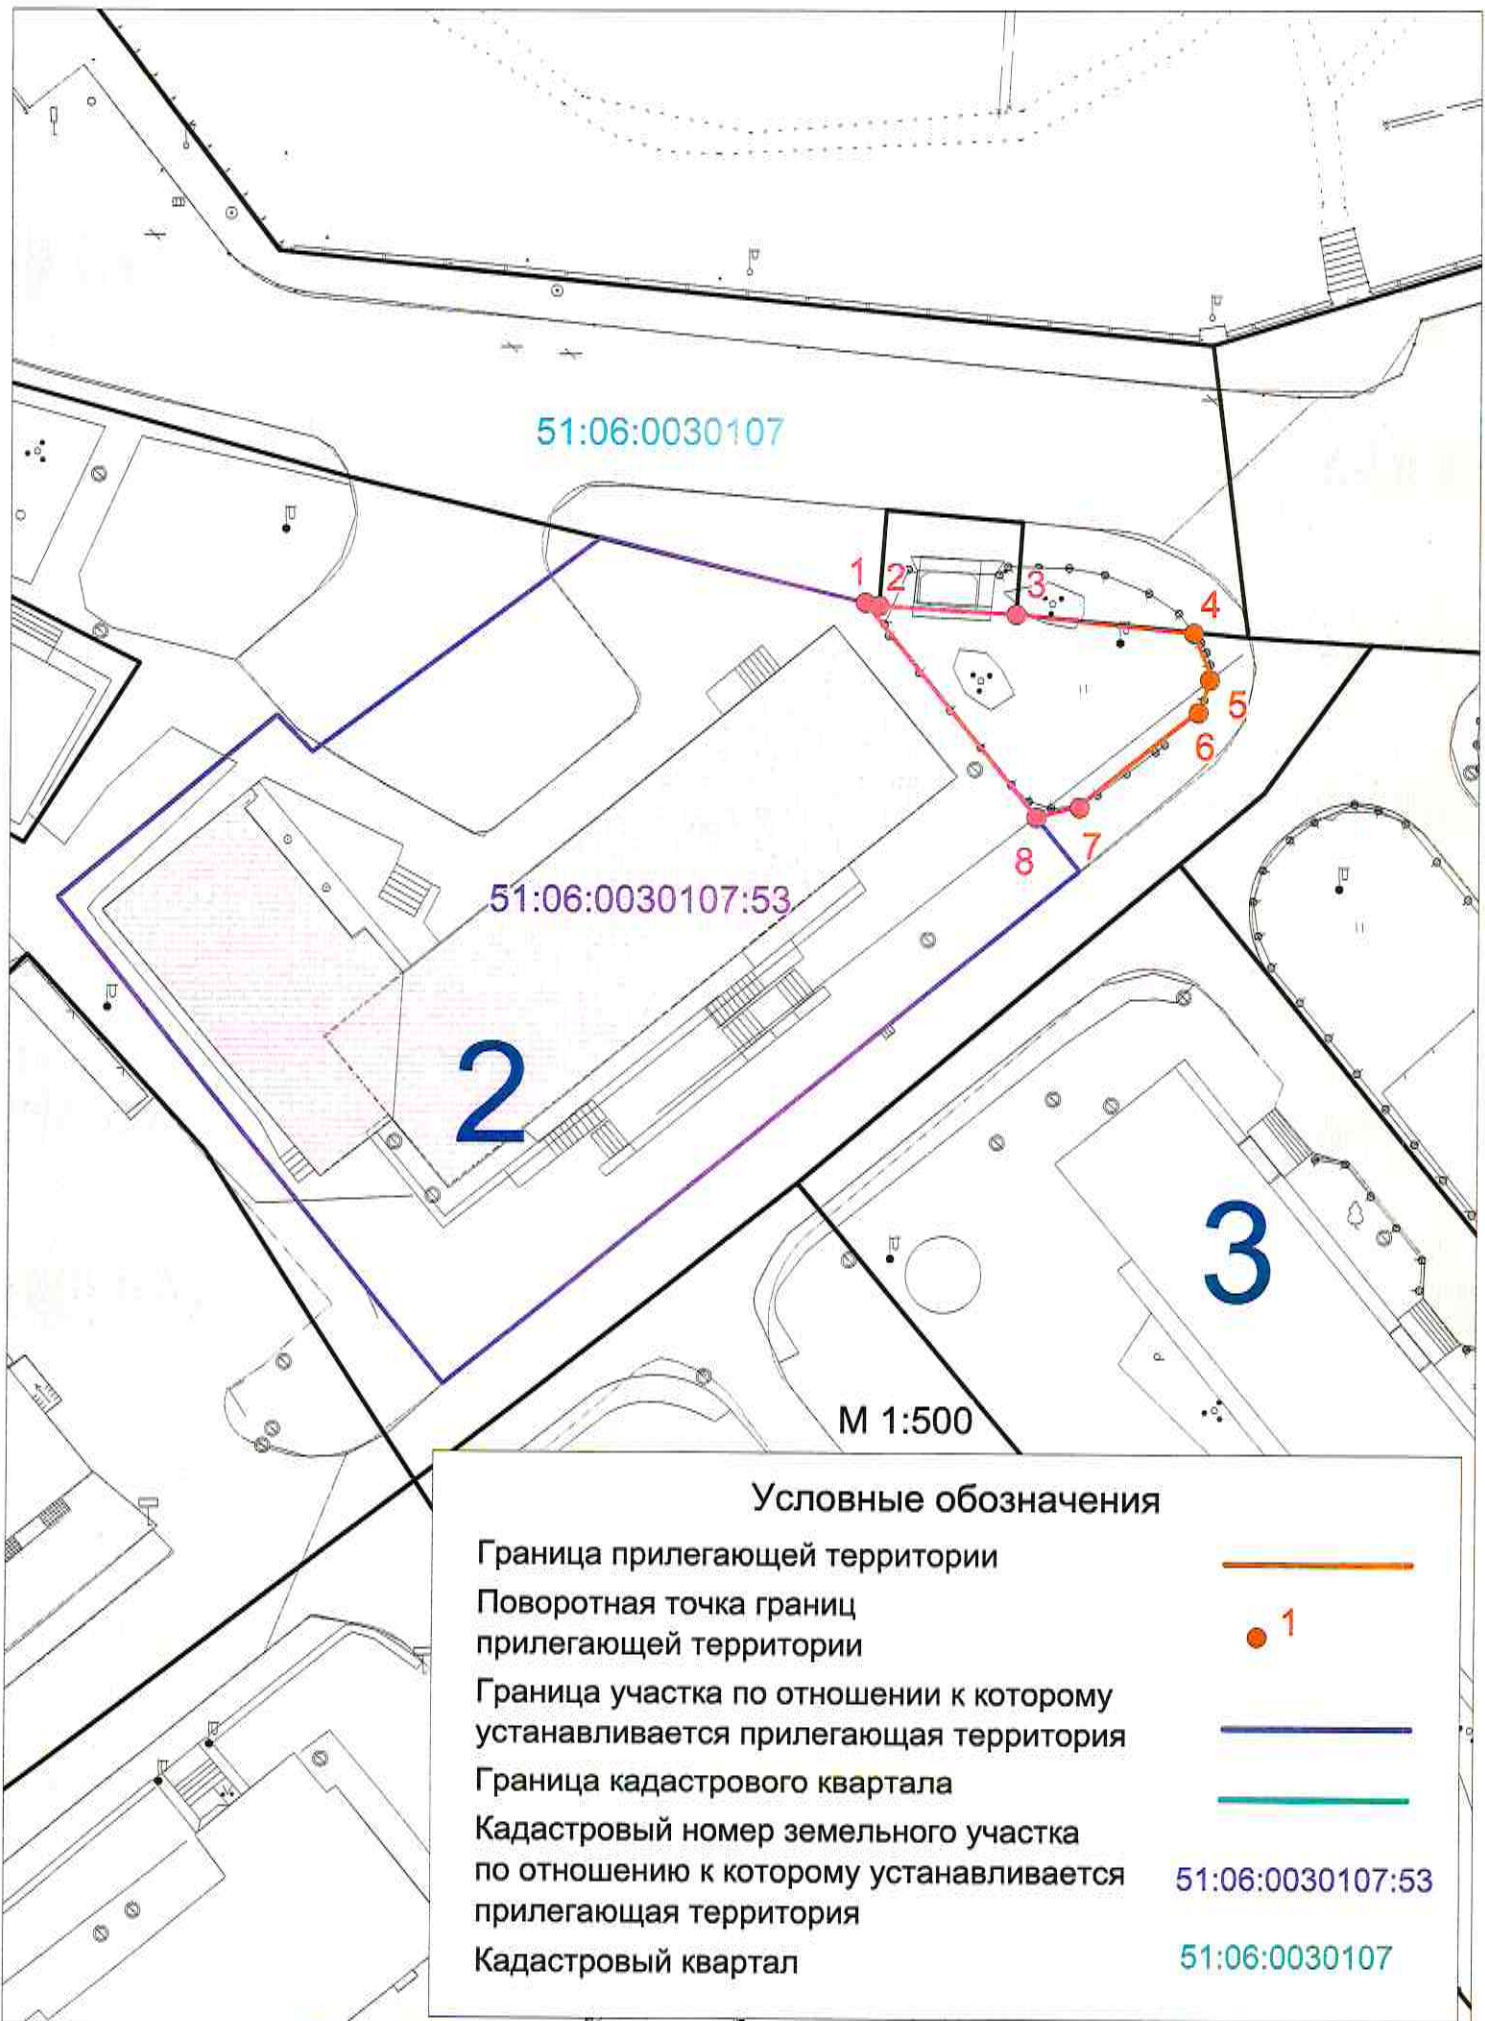 51:06:0030107
1
2
3
4
5
6
7
8
51:06:0030107:53
2
3
М 1:500
Условные обозначения
Граница прилегающей территории
Поворотная точка границ
прилегающей территории
1
Граница участка по отношении к которому
устанавливается прилегающая территория
Граница кадастрового квартала
Кадастровый номер земельного участка
по отношению к которому устанавливается
прилегающая территория
51:06:0030107:53
Кадастровый квартал
51:06:0030107